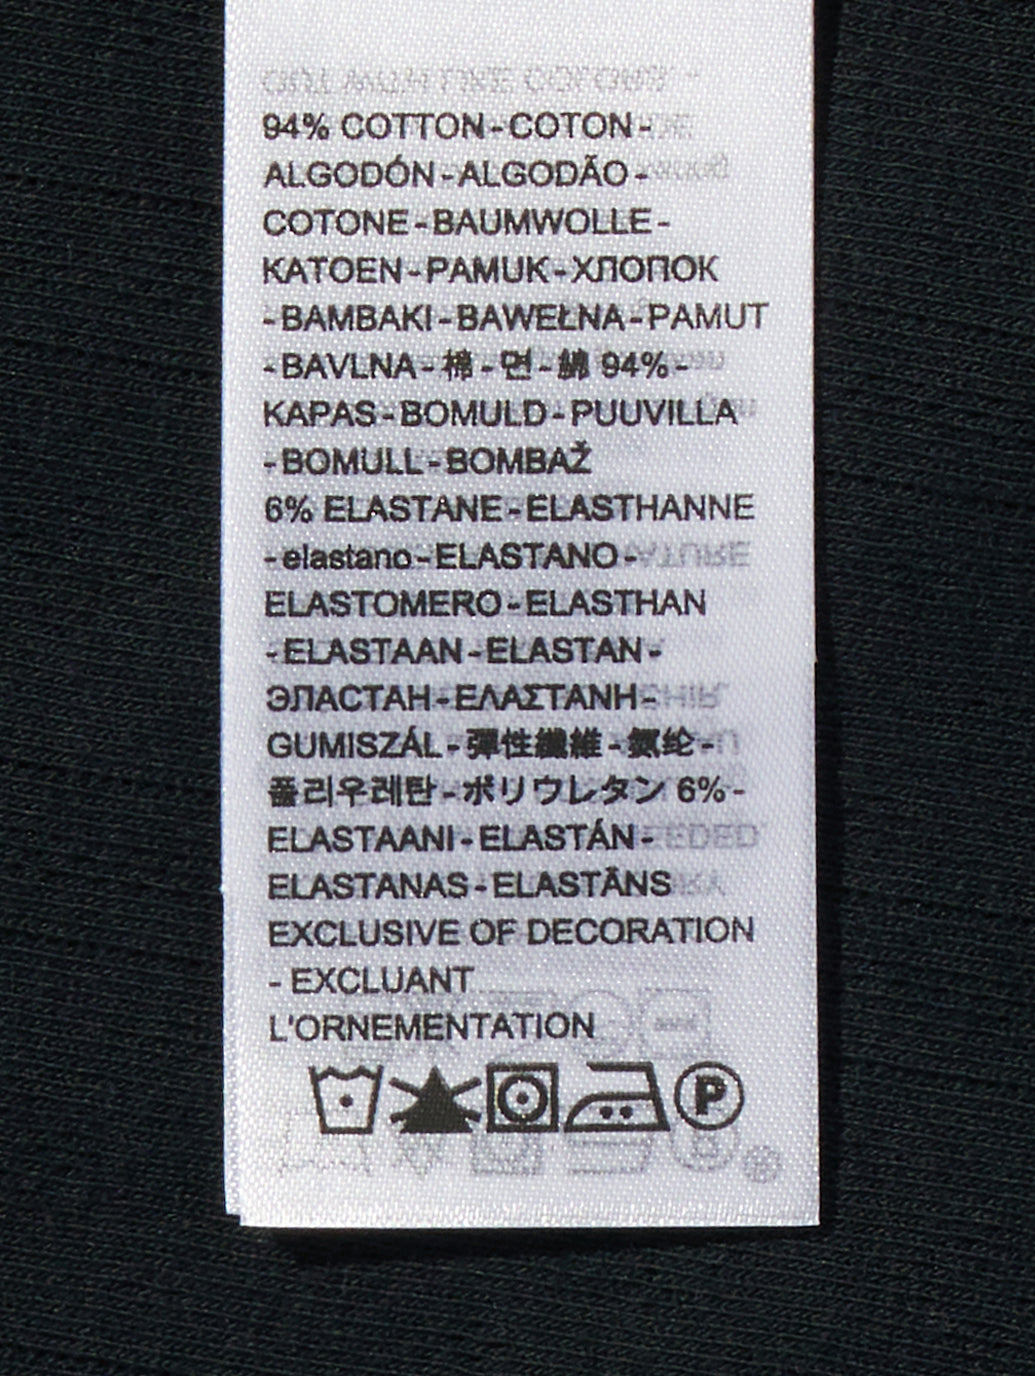 94% COTTON-COTON-
ALGODÓN-ALGODÃO-
COTONE-BAUMWOLLE-
KATOEN-PAMUK-ХЛОПОК
-BAMBAKI-BAWEŁNA-PAMUT
-BAVLNA-棉-면-綿 94%-
KAPAS-BOMULD-PUUVILLA
-BOMULL-BOMBAŽ
6% ELASTANE-ELASTHANNE
-elastano-ELASTANO-
ELASTOMERO-ELASTHAN
-ELASTAAN-ELASTAN-
ЭЛАСТАН-ΕΛΑΣΤΑΝΗ-
GUMISZÁL-彈性纖維-氨纶-
폴리우레탄-ポリウレタン 6%-
ELASTAANI-ELASTÁN-
ELASTANAS-ELASTĀNS
EXCLUSIVE OF DECORATION
- EXCLUANT
L'ORNEMENTATION
P